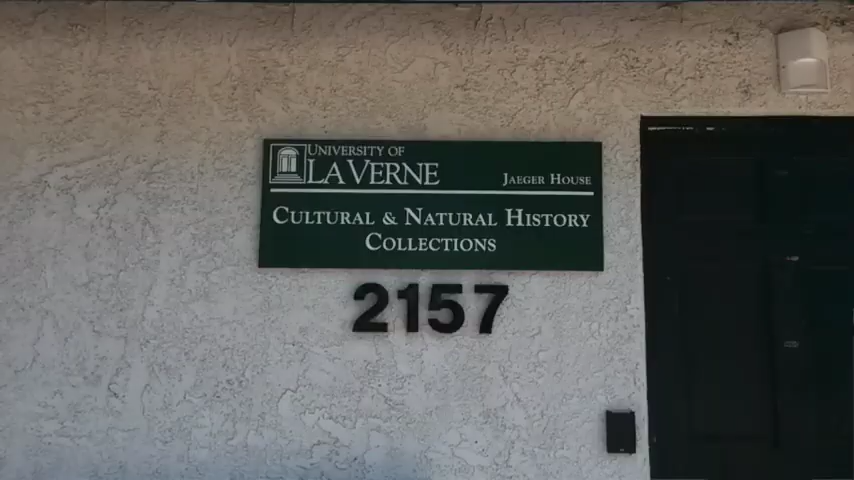 UNIVERSITY OF
LA VERNE
JAEGER HOUSE
CULTURAL & NATURAL HISTORY
COLLECTIONS
2157